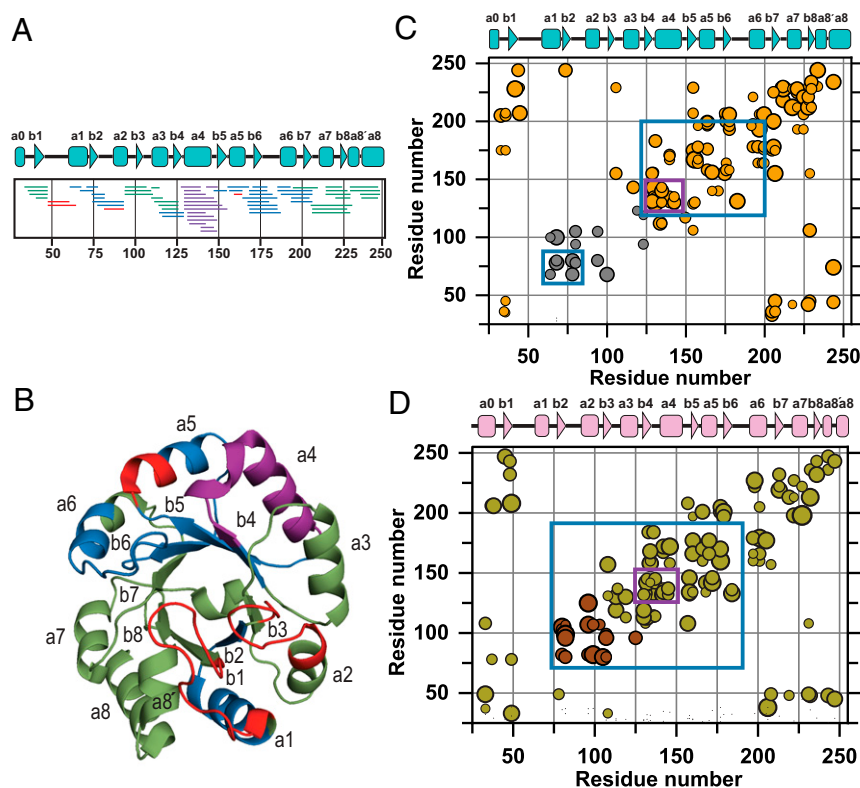 A
a0 b1 a1 b2 a2 b3 a3 b4 a4 b5 a5 b6 a6 b7 a7 b8a8´a8
50 75 100 125 150 175 200 225 250
B
a5
a4
a6
b5
b4
b6
a3
b7
a7
b8
b3
b2
b1
a2
a8
a8´
a1
C
a0 b1 a1 b2 a2 b3 a3 b4 a4 b5 a5 b6 a6 b7 a7 b8 a8´a8
Residue number
250
200
150
100
50
50 100 150 200 250
Residue number
D
a0 b1 a1 b2 a2 b3 a3 b4 a4 b5 a5 b6 a6 b7 a7b8a8´a8
Residue number
250
200
150
100
50
50 100 150 200 250
Residue number